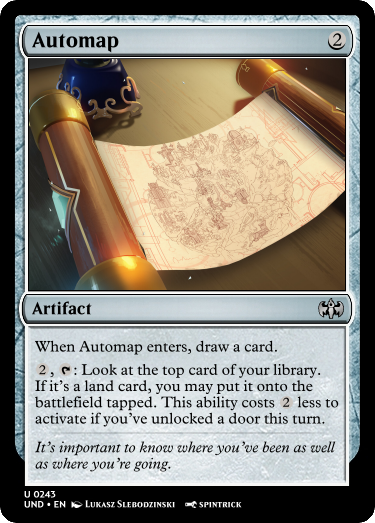 Automap 2
Artifact
When Automap enters, draw a card.
2, T: Look at the top card of your library.
If it's a land card, you may put it onto the
battlefield tapped. This ability costs 2 less to
activate if you've unlocked a door this turn.
It's important to know where you've been as well
as where you're going.
U 0243
UND • EN Lukasz Slebodzinski SPINTRICK